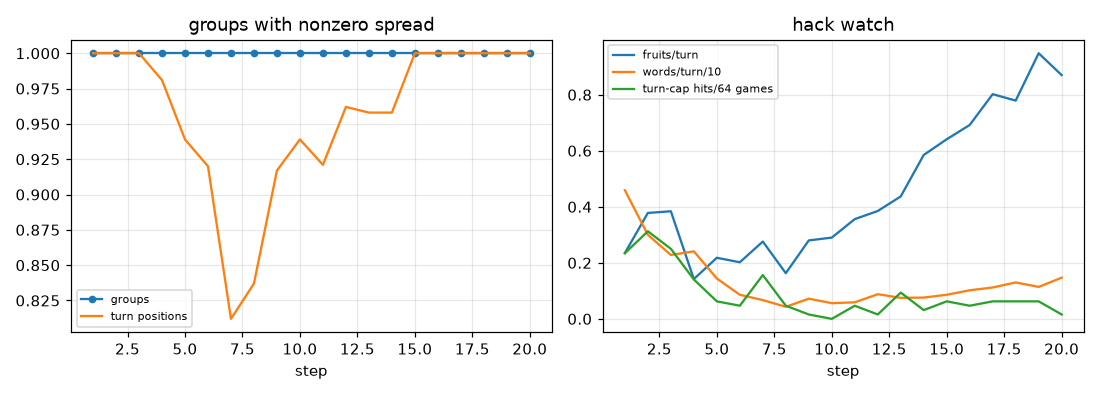 groups with nonzero spread
1.000
0.975
0.950
0.925
0.900
0.875
0.850
0.825
groups
turn positions
2.5 5.0 7.5 10.0 12.5 15.0 17.5 20.0
step
hack watch
fruits/turn
words/turn/10
turn-cap hits/64 games
0.8
0.6
0.4
0.2
0.0
2.5 5.0 7.5 10.0 12.5 15.0 17.5 20.0
step